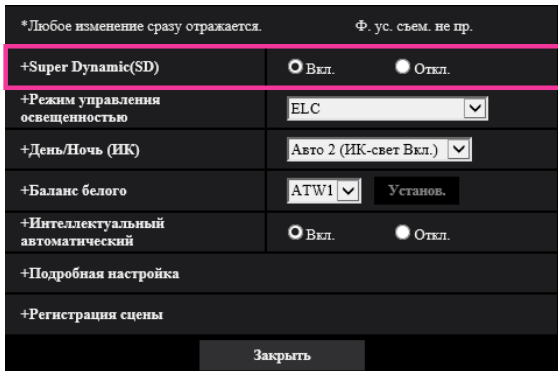 *Любое изменение сразу отражается. Ф. ус. съем. не пр.
+Super Dynamic(SD) Вкл. Откл.
+Режим управления
освещенностью ELC
+День/Ночь (ИК) Авто 2 (ИК-свет Вкл.)
+Баланс белого ATW1 Установ.
+Интеллектуальный
автоматический Вкл. Откл.
+Подробная настройка
+Регистрация сцены
Закрыть